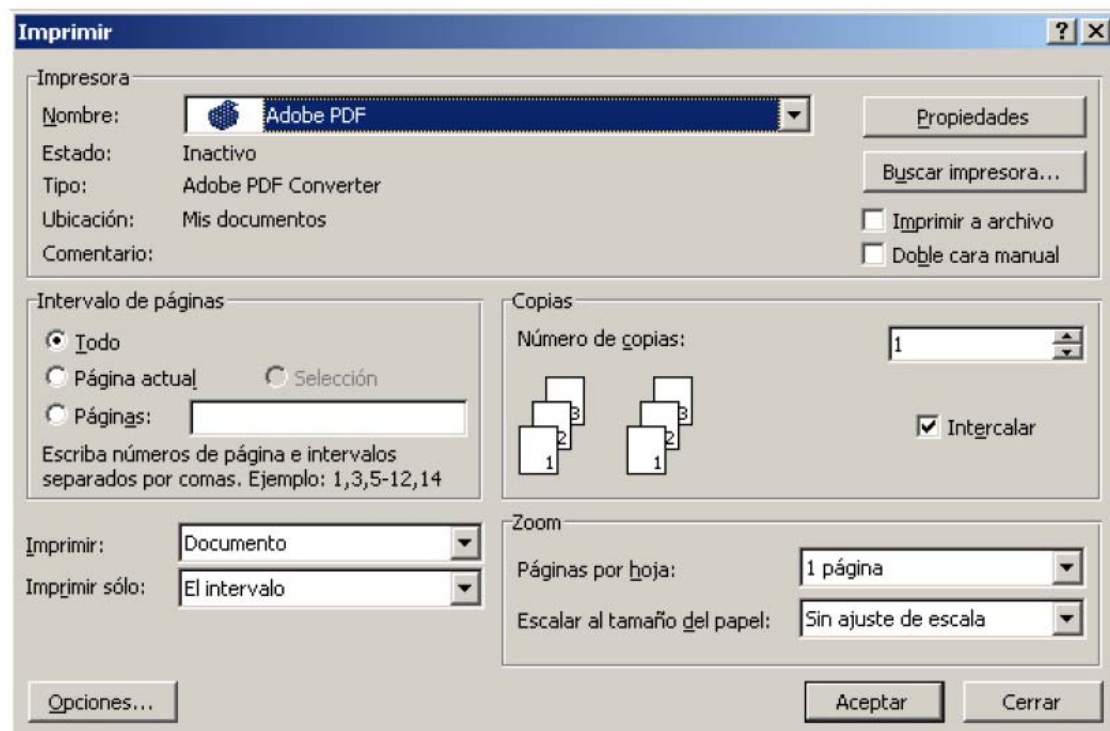 Imprimir
Impresora
Nombre: Adobe PDF
Propiedades
Estado: Inactivo
Buscar impresora...
Tipo: Adobe PDF Converter
Ubicación: Mis documentos
Imprimir a archivo
Comentario:
Doble cara manual
Intervalo de páginas
Todo
Página actual Selección
Páginas:
Escriba números de página e intervalos
separados por comas. Ejemplo: 1,3,5-12,14
Copias
Número de copias: 1
3 3
2 2
1 1
Intercalar
Imprimir: Documento
Imprimir sólo: El intervalo
Zoom
Páginas por hoja: 1 página
Escalar al tamaño del papel: Sin ajuste de escala
Opciones... Aceptar Cerrar